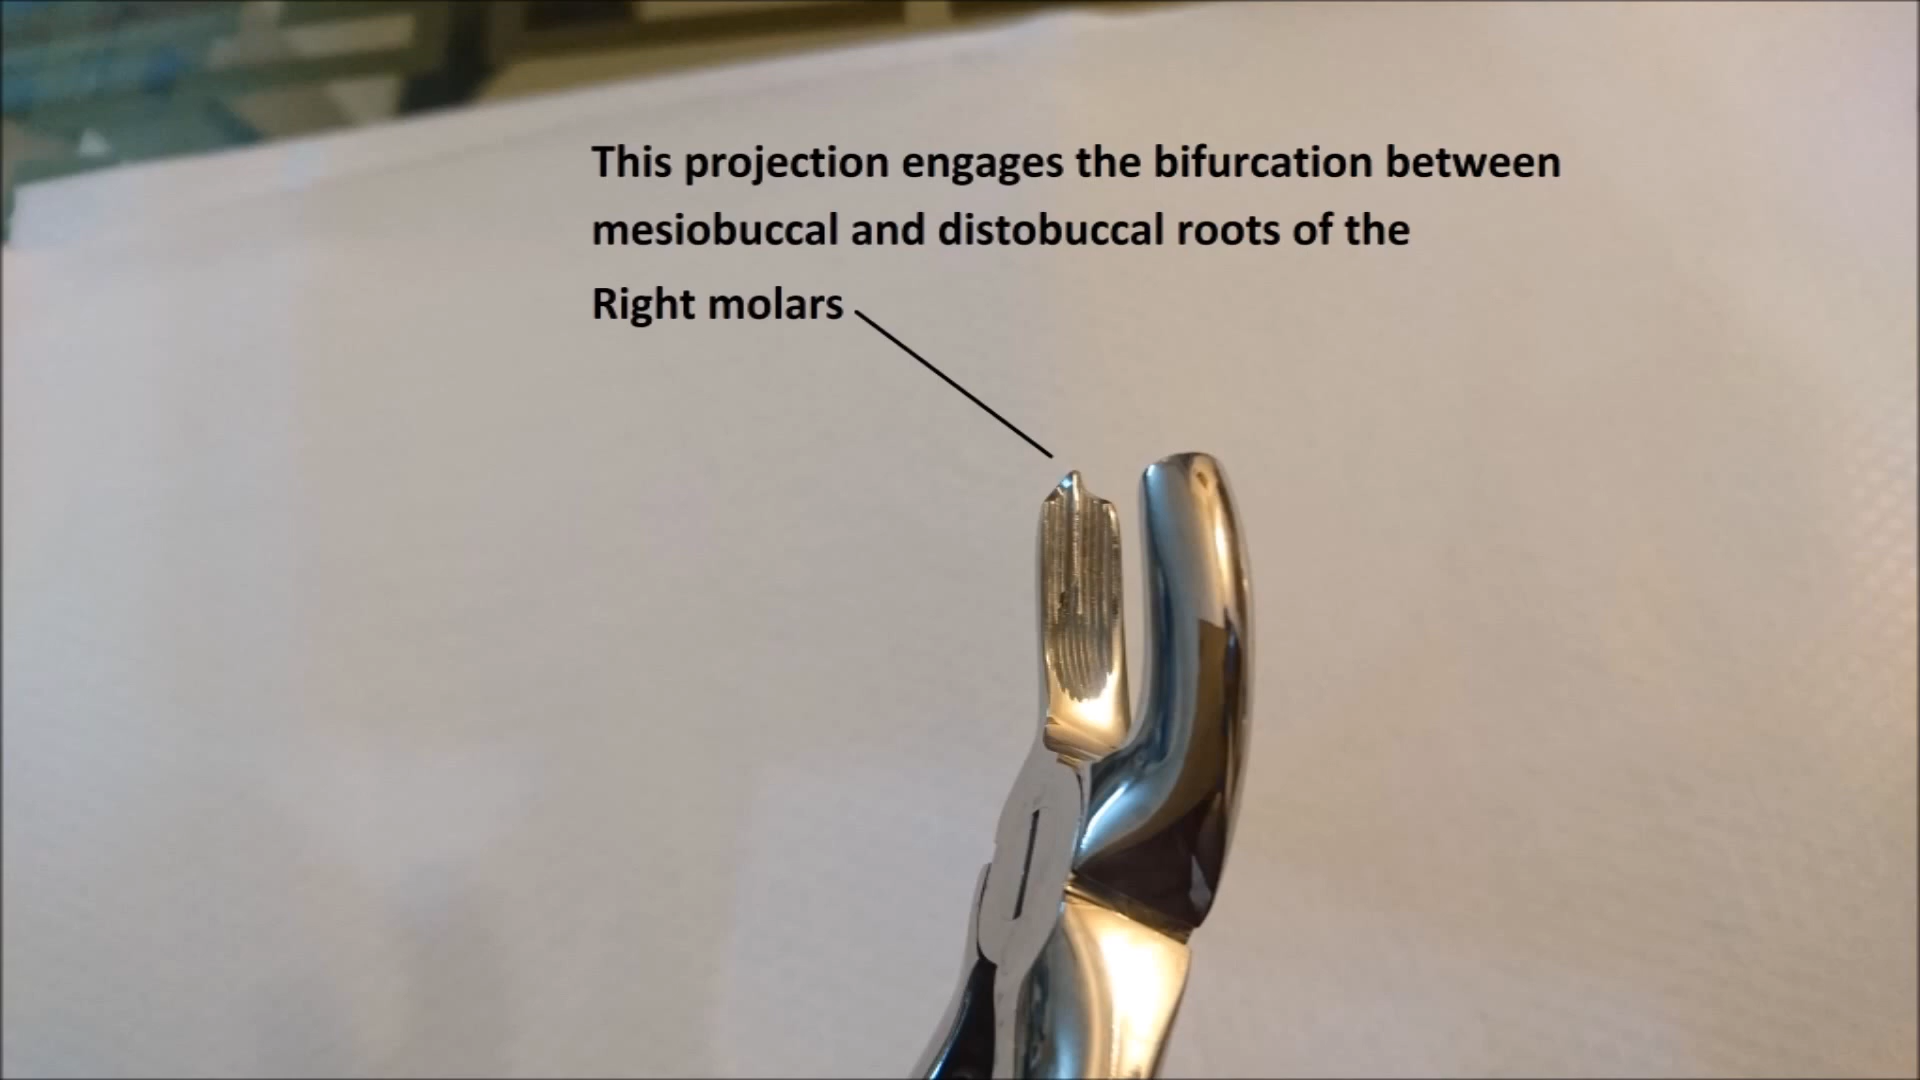 This projection engages the bifurcation between
mesiobuccal and distobuccal roots of the
Right molars